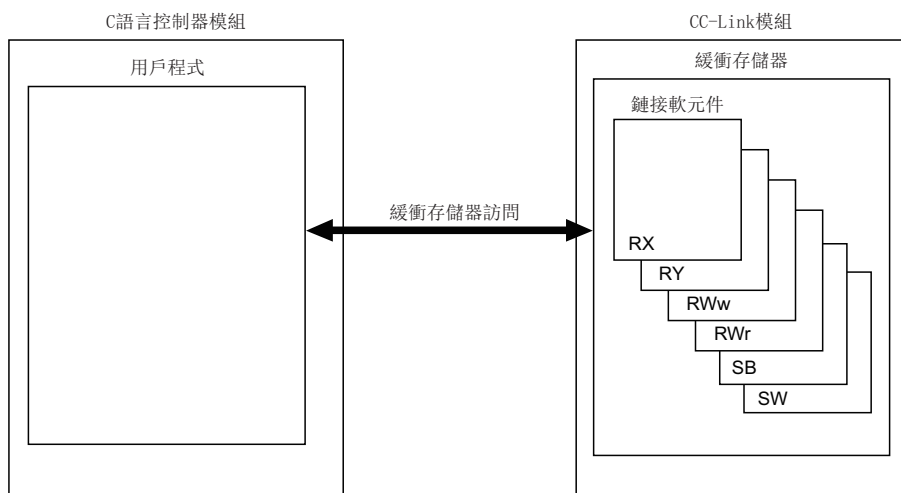 C語言控制器模組
CC-Link模組
用戶程式
緩衝存儲器
鏈接軟元件
緩衝存儲器訪問
RX
RY
RWw
RWr
SB
SW